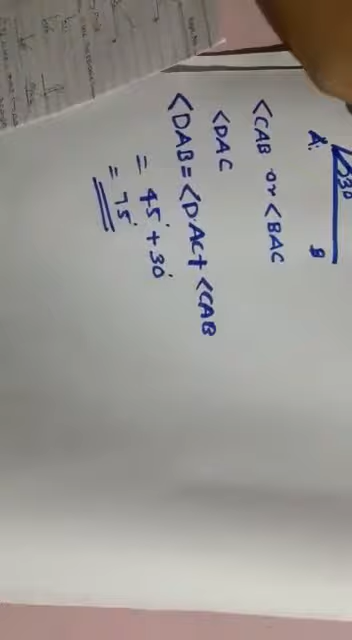 30
A. B
<CAB or <BAC
<DAC
<DAB = <DAC + <CAB
= 45° + 30°
= 75°